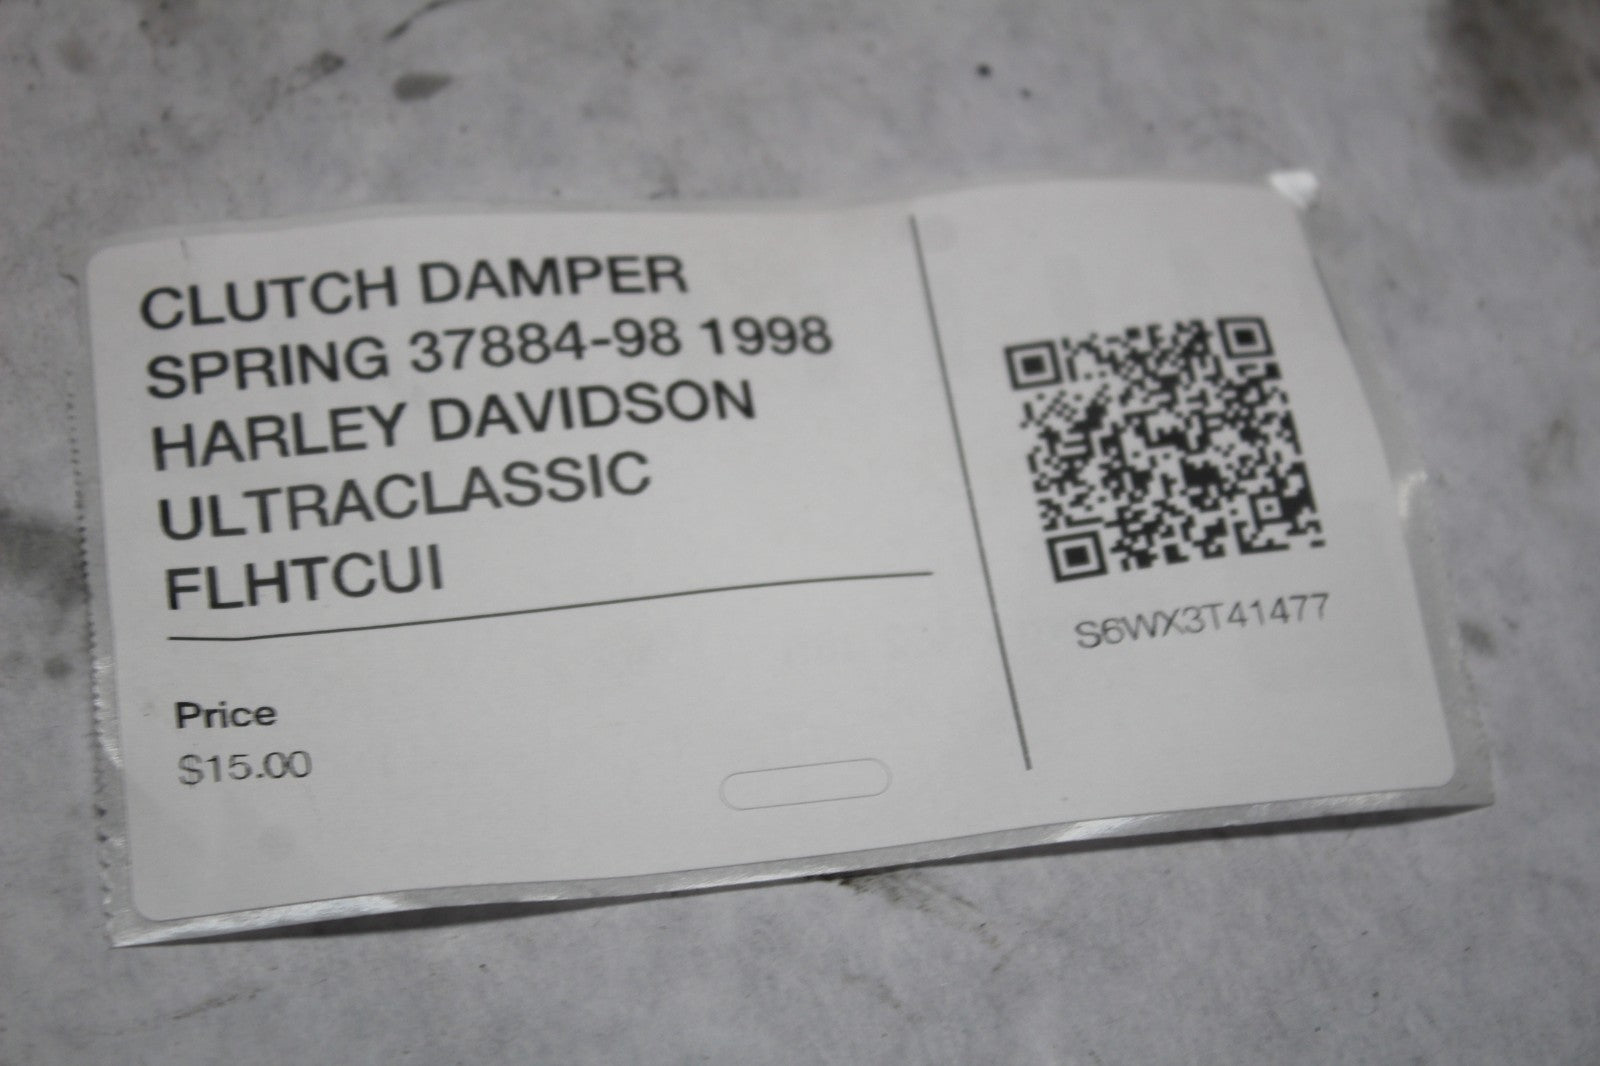 CLUTCH DAMPER
SPRING 37884-98 1998
HARLEY DAVIDSON
ULTRACLASSIC
FLHTCUI
Price
$15.00
S6WX3T41477